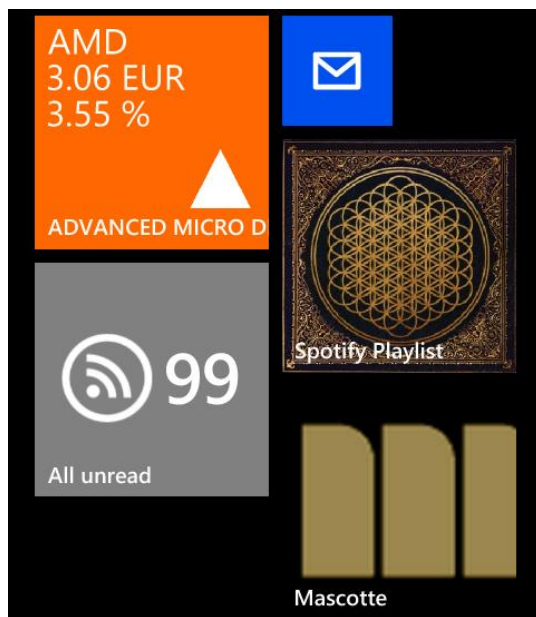 AMD
3.06 EUR
3.55 %
ADVANCED MICRO D
Spotify Playlist
99
All unread
Mascotte